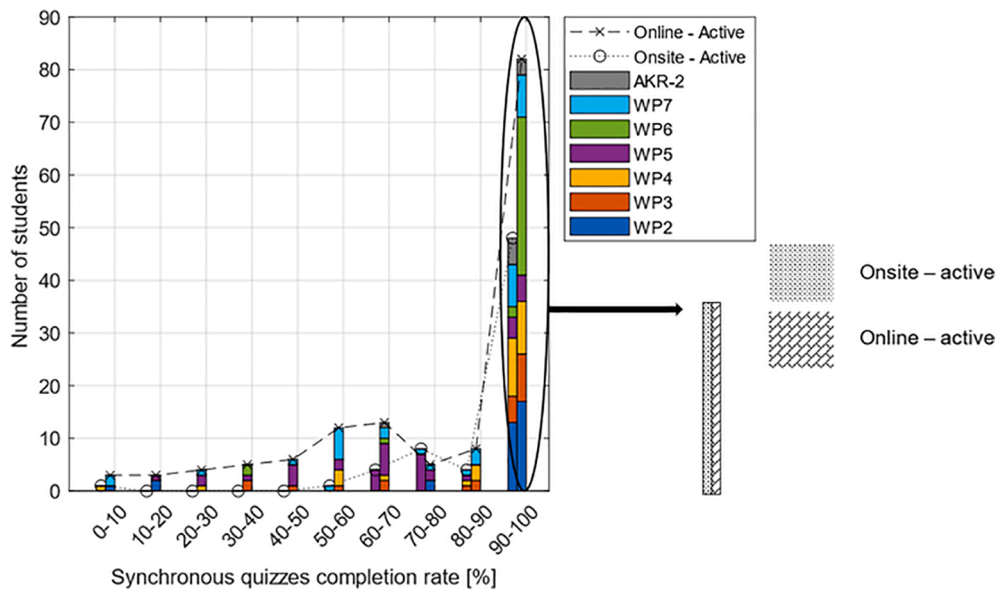 90
80
70
60
50
40
30
20
10
0
Number of students
0-10
10-20
20-30
30-40
40-50
50-60
60-70
70-80
80-90
90-100
Synchronous quizzes completion rate [%]
Online - Active
Onsite - Active
AKR-2
WP7
WP6
WP5
WP4
WP3
WP2
Onsite – active
Online – active